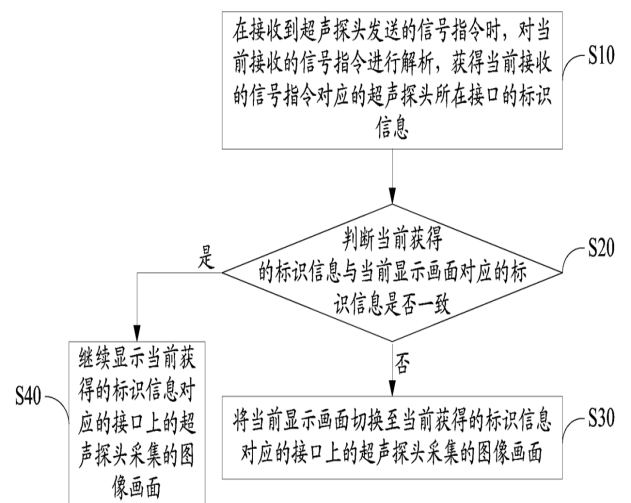 在接收到超声探头发送的信号指令时，对当
前接收的信号指令进行解析，获得当前接收
的信号指令对应的超声探头所在接口的标识
信息
S10
判断当前获得
的标识信息与当前显示画面对应的标
识信息是否一致
S20
是
否
继续显示当前获
得的标识信息对
应的接口上的超
声探头采集的图
像画面
S40
将当前显示画面切换至当前获得的标识信息
对应的接口上的超声探头采集的图像画面
S30